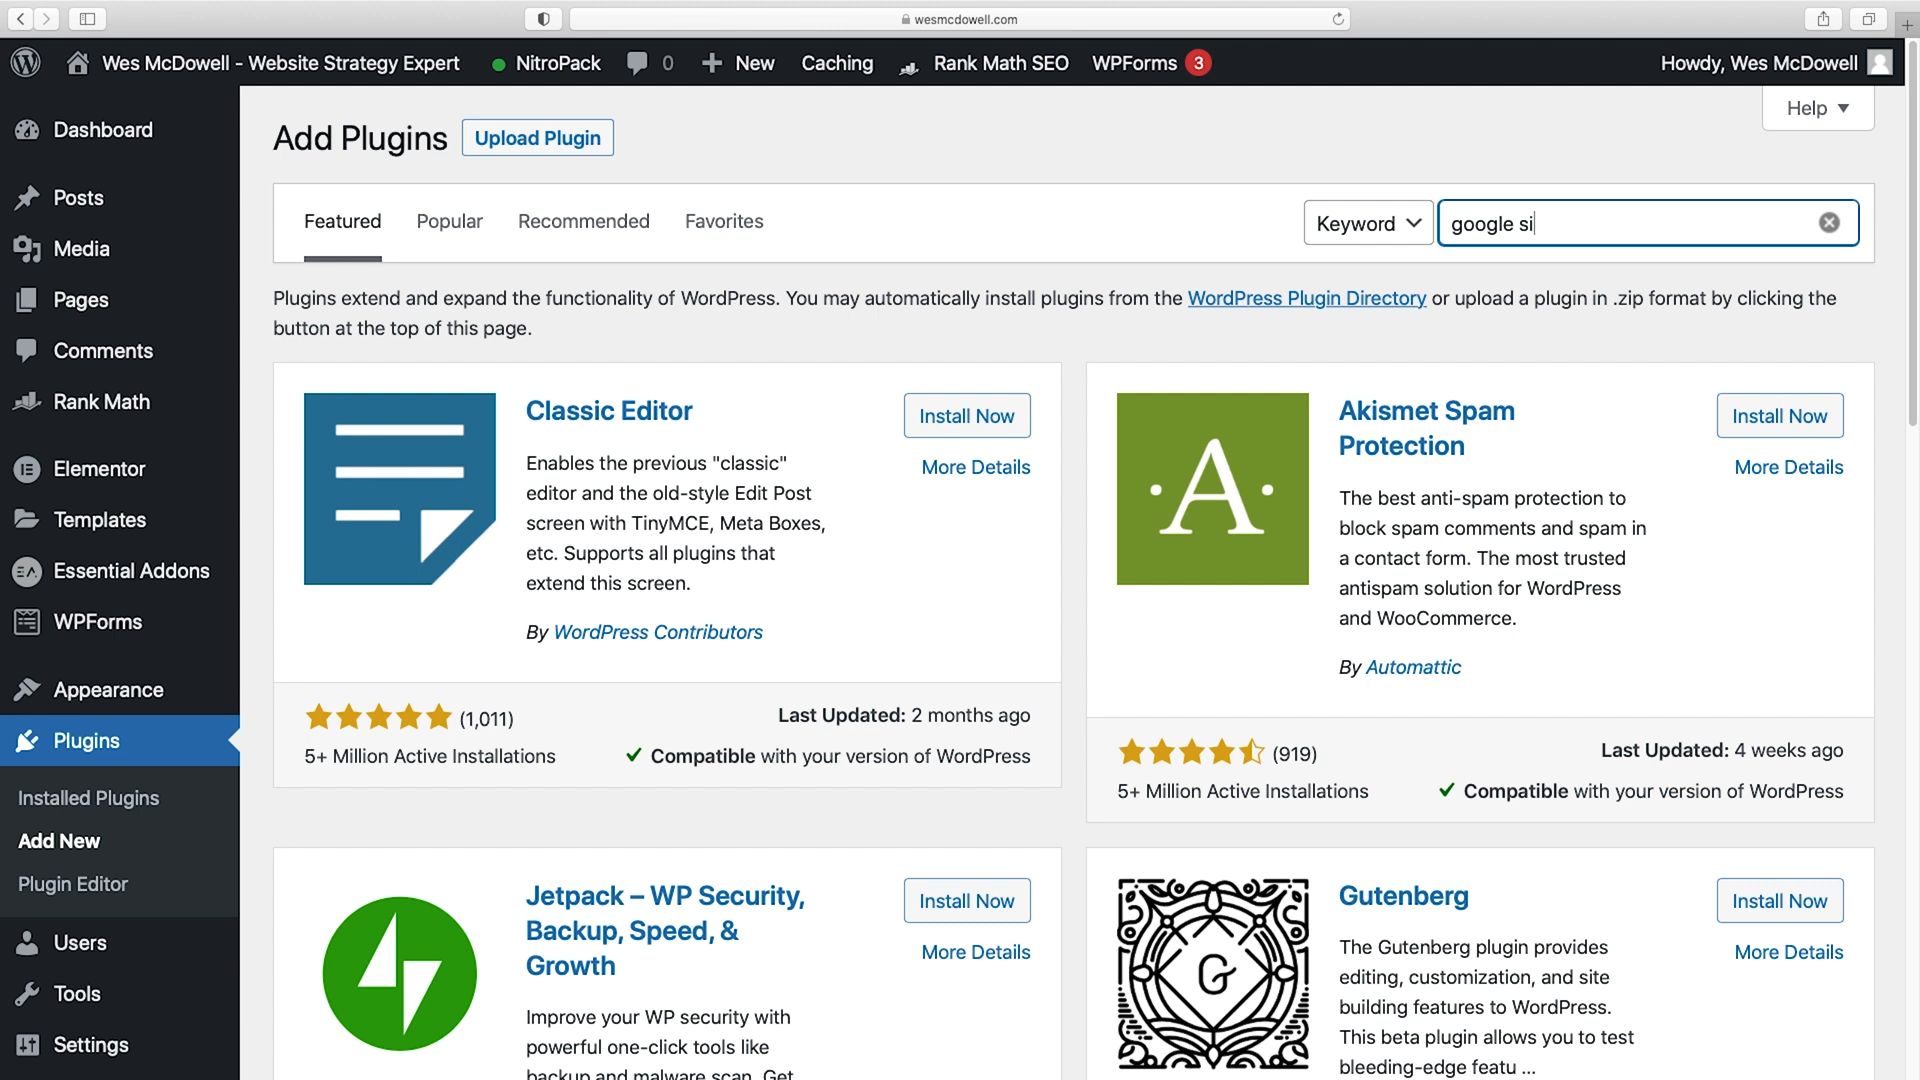 wesmcdowell.com
Wes McDowell - Website Strategy Expert
NitroPack
0
New
Caching
Rank Math SEO
WPForms 3
Howdy, Wes McDowell
Dashboard
Posts
Media
Pages
Comments
Rank Math
Elementor
Templates
Essential Addons
WPForms
Appearance
Plugins
Installed Plugins
Add New
Plugin Editor
Users
Tools
Settings
Help
Add Plugins
Upload Plugin
Featured
Popular
Recommended
Favorites
Keyword
google si
Plugins extend and expand the functionality of WordPress. You may automatically install plugins from the WordPress Plugin Directory or upload a plugin in .zip format by clicking the
button at the top of this page.
Classic Editor
Install Now
More Details
Enables the previous "classic"
editor and the old-style Edit Post
screen with TinyMCE, Meta Boxes,
etc. Supports all plugins that
extend this screen.
By WordPress Contributors
(1,011)
Last Updated: 2 months ago
5+ Million Active Installations
Compatible with your version of WordPress
A
Akismet Spam
Protection
Install Now
More Details
The best anti-spam protection to
block spam comments and spam in
a contact form. The most trusted
antispam solution for WordPress
and WooCommerce.
By Automattic
(919)
Last Updated: 4 weeks ago
5+ Million Active Installations
Compatible with your version of WordPress
Jetpack – WP Security,
Backup, Speed, &
Growth
Install Now
More Details
Improve your WP security with
powerful one-click tools like
backup and malware scan. Get
G
Gutenberg
Install Now
More Details
The Gutenberg plugin provides
editing, customization, and site
building features to WordPress.
This beta plugin allows you to test
bleeding-edge featu ...